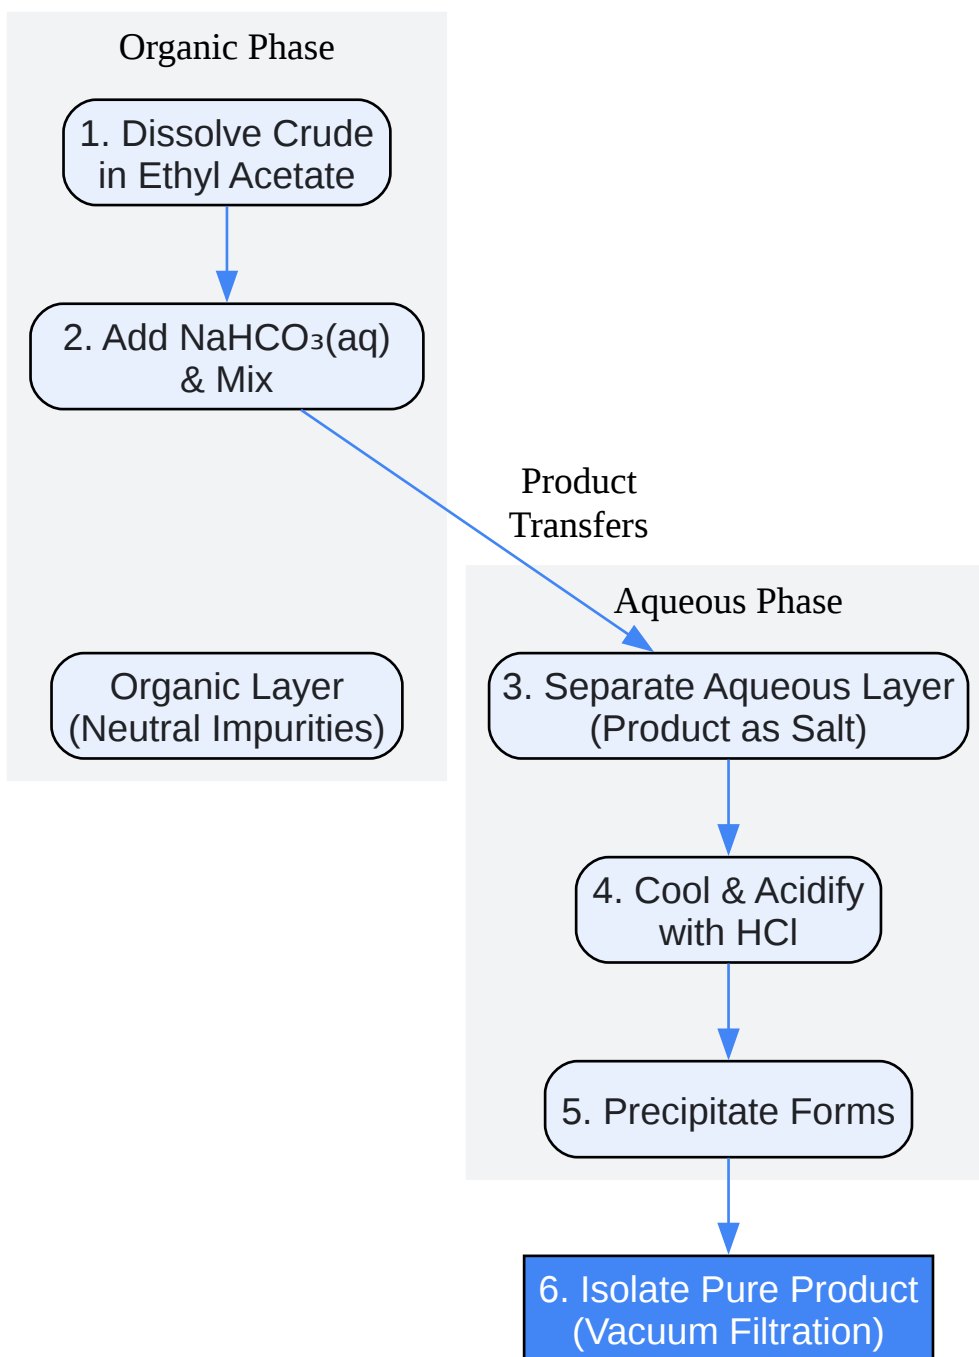 Organic Phase
1. Dissolve Crude
in Ethyl Acetate
2. Add NaHCO₃(aq)
& Mix
Product
Transfers
Organic Layer
(Neutral Impurities)
Aqueous Phase
3. Separate Aqueous Layer
(Product as Salt)
4. Cool & Acidify
with HCl
5. Precipitate Forms
6. Isolate Pure Product
(Vacuum Filtration)